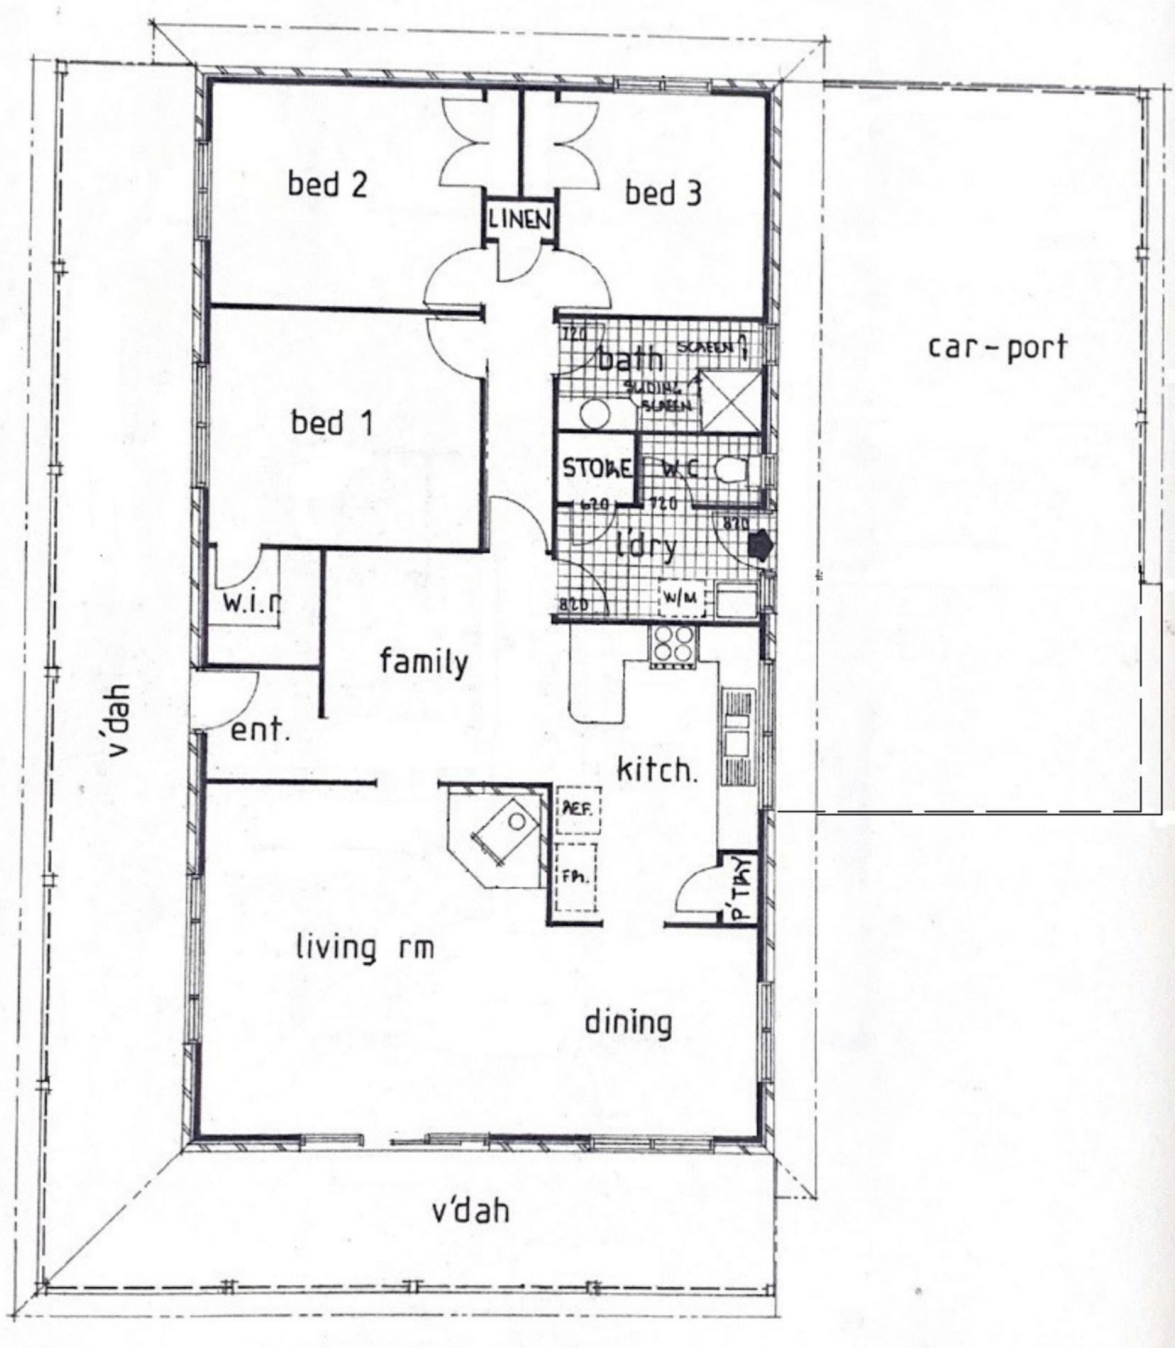 bed 2
bed 3
LINEN
720
bath
SCREEN
SLIDING
SCREEN
car-port
bed 1
STORE
W.C
620
720
820
l'dry
W/M
820
w.i.r
family
v'dah
ent.
kitch.
REF.
FR.
P'TRY
living rm
dining
v'dah